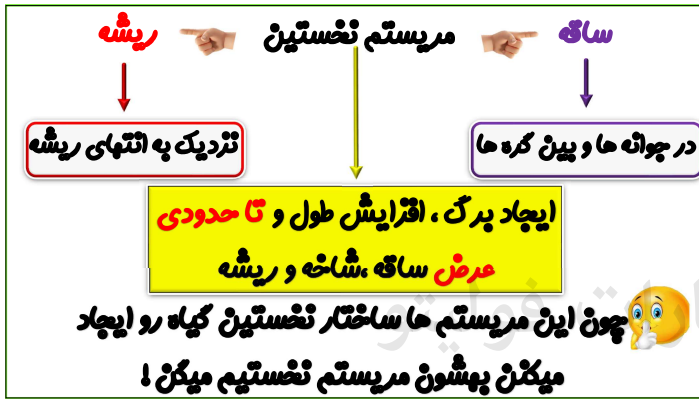 ساقه
مریستم نخستین
ریشه
در جوانه ها و بین گره ها
نزدیک به انتهای ریشه
ایجاد برگ ، افزایش طول و تا حدودی
عرض ساقه ،شاخه و ریشه
چون این مریستم ها ساختار نخستین گیاه رو ایجاد
میکنن بهشون مریستم نخستیم میگن !